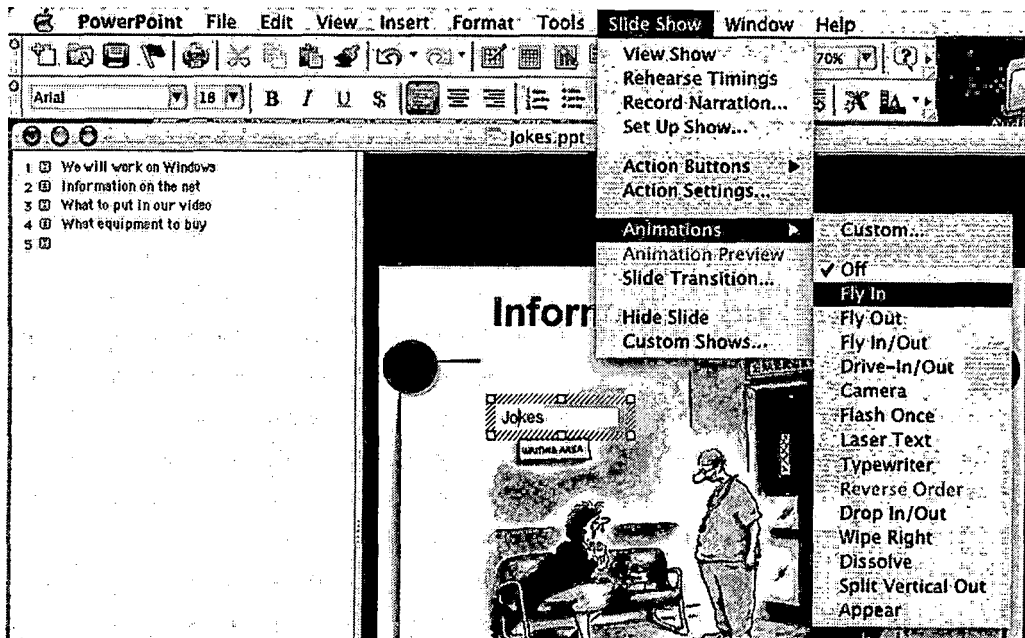 PowerPoint File Edit View Insert Format Tools Slide Show Window Help
70%
Arial 18 B I U S
Jokes.ppt
1 We will work on Windows
2 Information on the net
3 What to put in our video
4 What equipment to buy
5
View Show
Rehearse Timings
Record Narration...
Set Up Show...
Action Buttons
Action Settings...
Animations
Animation Preview
Slide Transition...
Hide Slide
Custom Shows...
Custom...
Off
Fly In
Fly Out
Fly In/Out
Drive-In/Out
Camera
Flash Once
Laser Text
Typewriter
Reverse Order
Drop In/Out
Wipe Right
Dissolve
Split Vertical Out
Appear
Inforn
Jokes
WAITING AREA